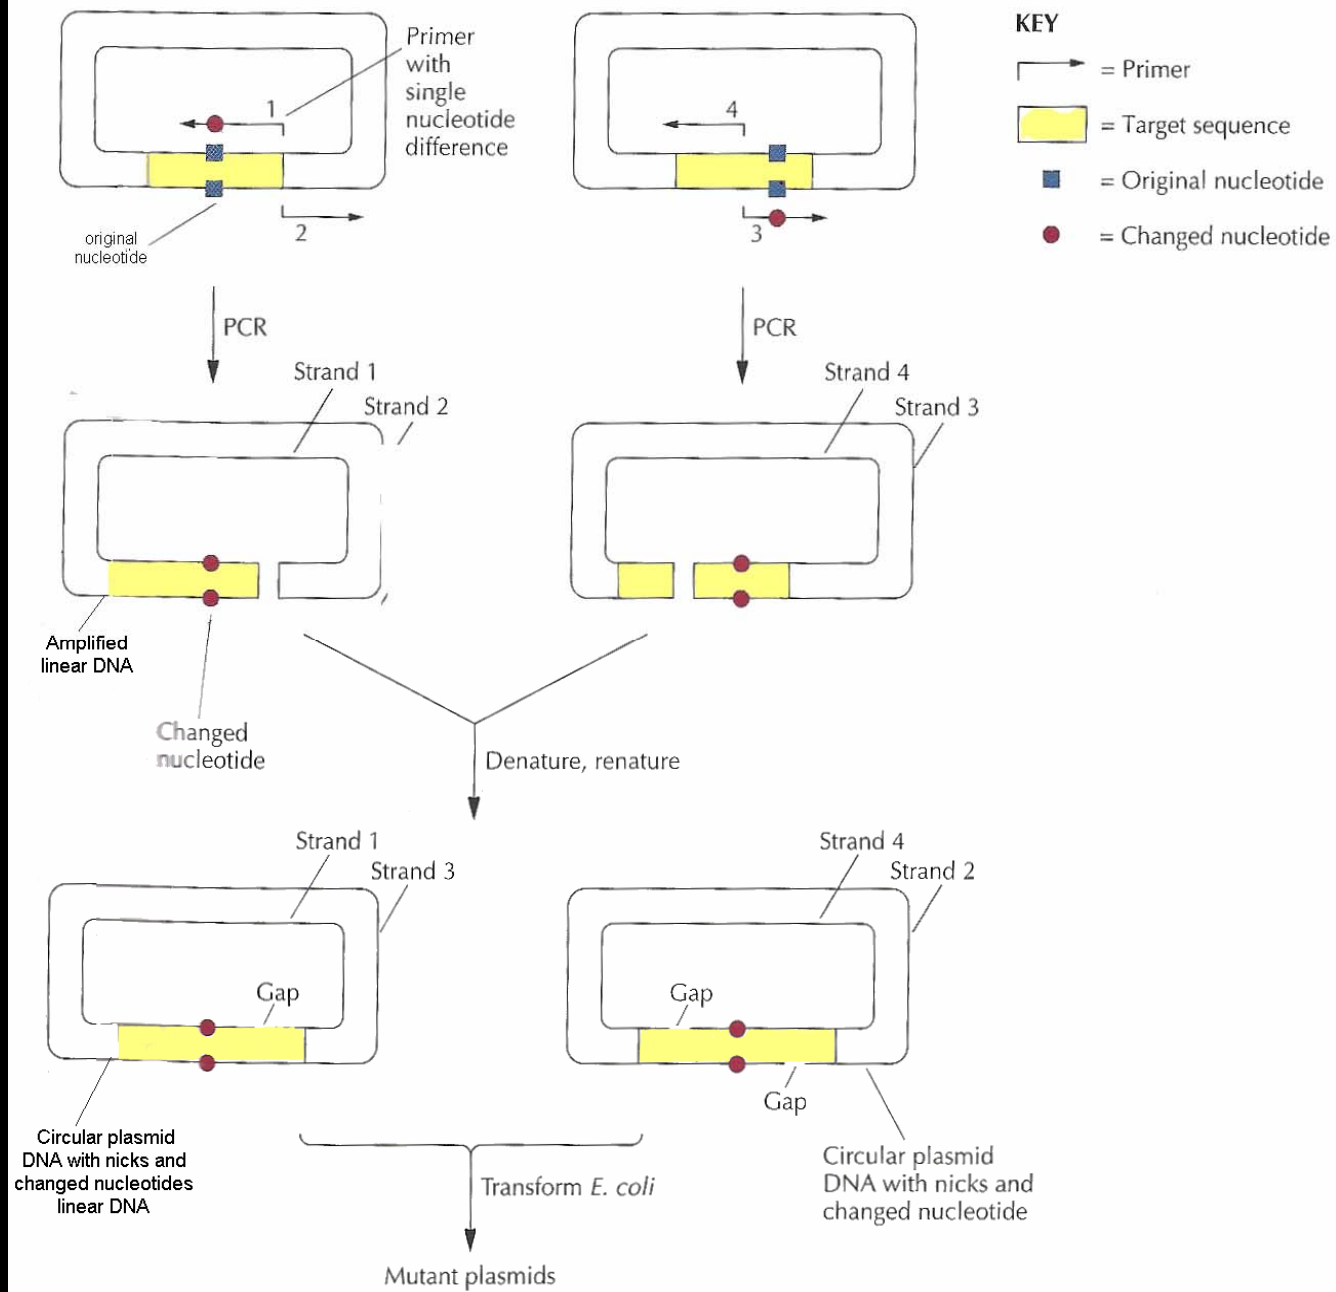 Primer
with
single
nucleotide
difference
1
2
original
nucleotide
4
3
KEY
= Primer
= Target sequence
= Original nucleotide
= Changed nucleotide
PCR
PCR
Strand 1
Strand 2
Strand 4
Strand 3
Amplified
linear DNA
Changed
nucleotide
Denature, renature
Strand 1
Strand 3
Strand 4
Strand 2
Gap
Gap
Gap
Circular plasmid
DNA with nicks and
changed nucleotides
linear DNA
Circular plasmid
DNA with nicks and
changed nucleotide
Transform E. coli
Mutant plasmids